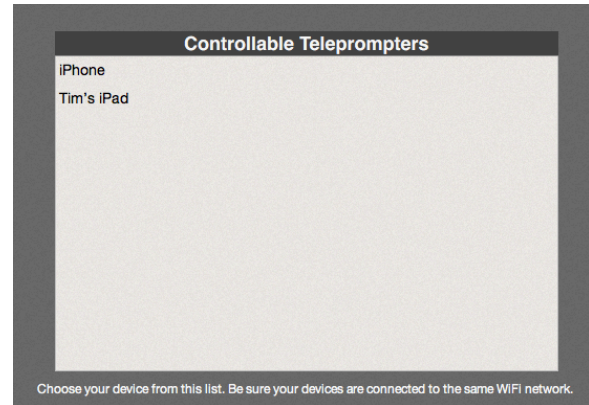 Controllable Teleprompters
iPhone
Tim's iPad
Choose your device from this list. Be sure your devices are connected to the same WiFi network.